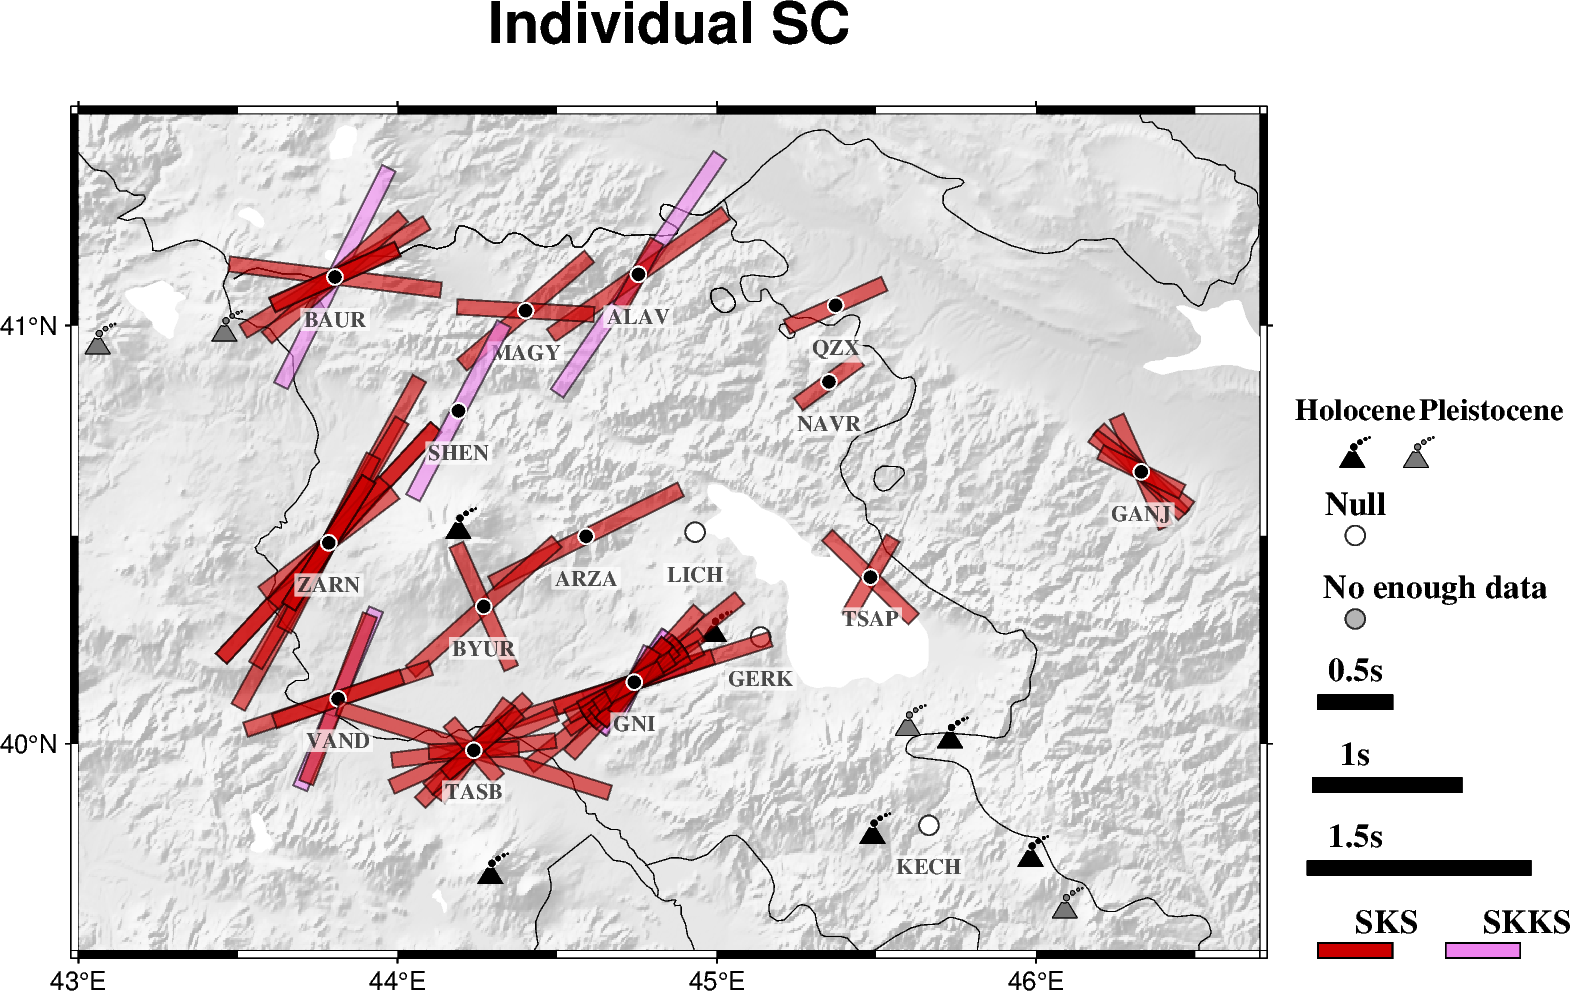 Individual SC
BAUR
MAGY
ALAV
QZX
NAVR
SHEN
GANJ
ZARN
ARZA
LICH
TSAP
BYUR
GERK
GNI
VAND
TASB
KECH
41°N
40°N
43°E
44°E
45°E
46°E
Holocene Pleistocene
Null
No enough data
0.5s
1s
1.5s
SKS SKKS